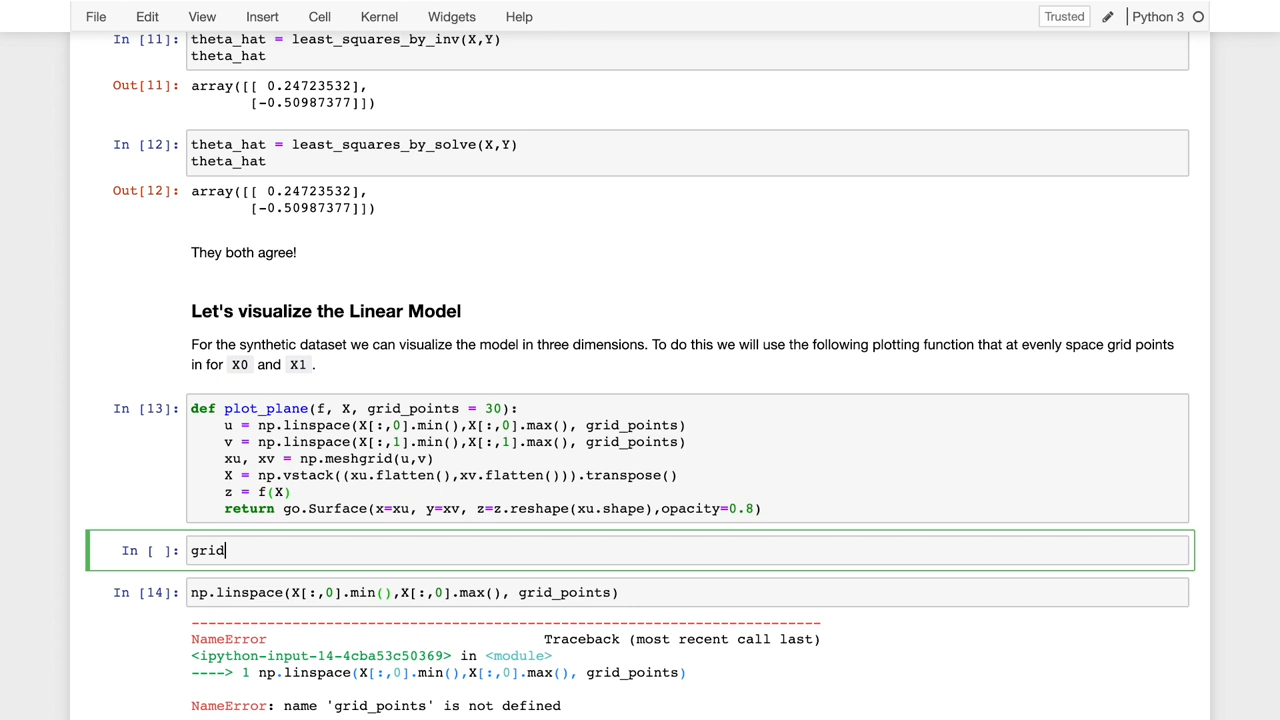 File Edit View Insert Cell Kernel Widgets Help Trusted Python 3
In [11]: theta_hat = least_squares_by_inv(X,Y)
theta_hat
Out[11]: array([[ 0.24723532],
[-0.50987377]])
In [12]: theta_hat = least_squares_by_solve(X,Y)
theta_hat
Out[12]: array([[ 0.24723532],
[-0.50987377]])
They both agree!
Let's visualize the Linear Model
For the synthetic dataset we can visualize the model in three dimensions. To do this we will use the following plotting function that at evenly space grid points
in for X0 and X1 .
In [13]: def plot_plane(f, X, grid_points = 30):
u = np.linspace(X[:,0].min(),X[:,0].max(), grid_points)
v = np.linspace(X[:,1].min(),X[:,1].max(), grid_points)
xu, xv = np.meshgrid(u,v)
X = np.vstack((xu.flatten(),xv.flatten())).transpose()
z = f(X)
return go.Surface(x=xu, y=xv, z=z.reshape(xu.shape),opacity=0.8)
In [ ]: grid
In [14]: np.linspace(X[:,0].min(),X[:,0].max(), grid_points)
---------------------------------------------------------------------------
NameError Traceback (most recent call last)
<ipython-input-14-4cba53c50369> in <module>
----> 1 np.linspace(X[:,0].min(),X[:,0].max(), grid_points)
NameError: name 'grid_points' is not defined